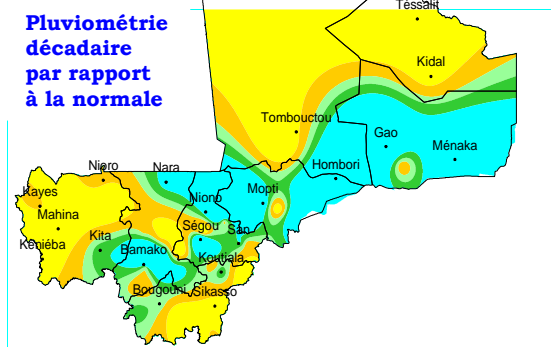 Pluviométrie
décadaire
par rapport
à la normale
Tessalit
Kidal
Tombouctou
Gao
Ménaka
Hombori
Nioro
Nara
Kayes
Niono
Mopti
Mahina
Ségou
San
Kéniéba
Kita
Bamako
Koutiala
Bougouni
Sikasso